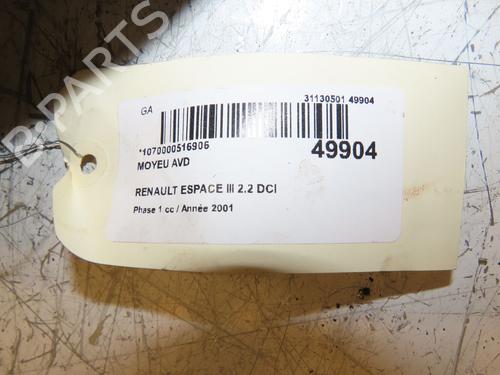 GA
31130501 49904
*1070000516906
49904
MOYEU AVD
RENAULT ESPACE III 2.2 DCI
Phase 1 cc / Année 2001
B-PARTS